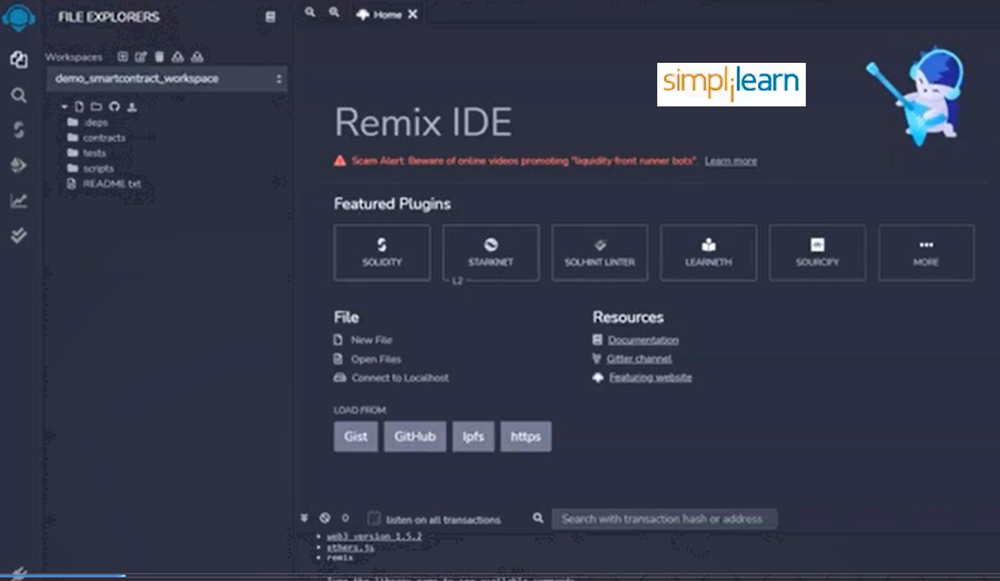 FILE EXPLORERS
Home
Workspaces
demo_smartcontract_workspace
.deps
contracts
tests
scripts
README.txt
simplilearn
Remix IDE
Scam Alert: Beware of online videos promoting "liquidity front runner bots". Learn more
Featured Plugins
SOLIDITY
STARKNET
L2
SOLHINT LINTER
LEARNETH
SOURCIFY
MORE
File
New File
Open Files
Connect to Localhost
Resources
Documentation
Gitter channel
Featuring website
LOAD FROM:
Gist GitHub Ipfs https
0 listen on all transactions Search with transaction hash or address
web3 version 1.5.2
ethers.js
remix